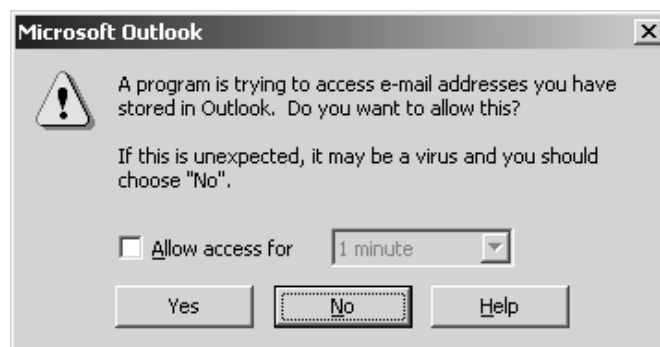 Microsoft Outlook
A program is trying to access e-mail addresses you have
stored in Outlook. Do you want to allow this?
If this is unexpected, it may be a virus and you should
choose "No".
Allow access for 1 minute
Yes No Help